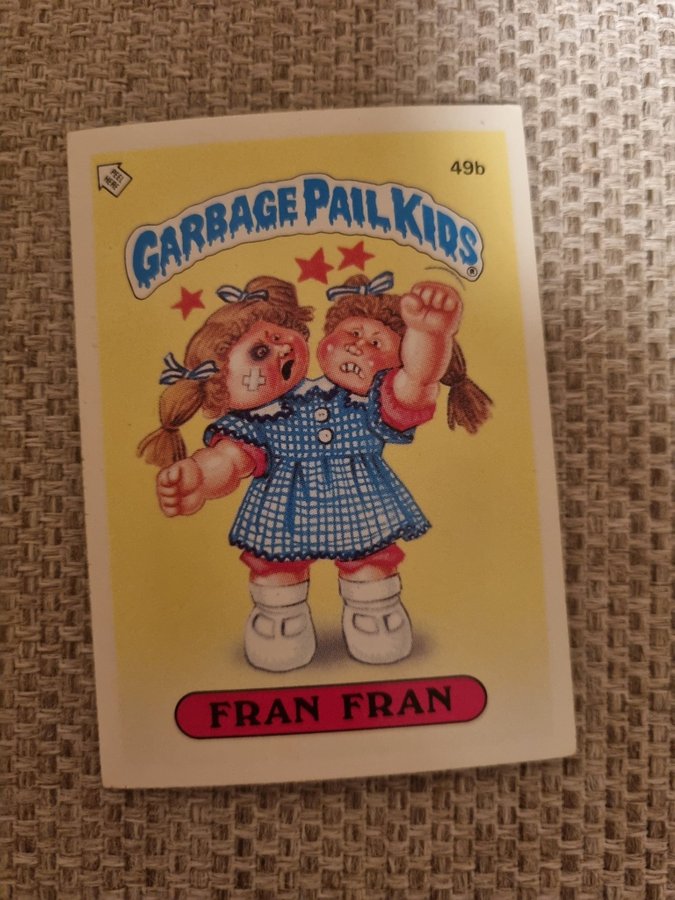 PEEL
HERE
49b
GARBAGE PAIL KIDS
®
FRAN FRAN